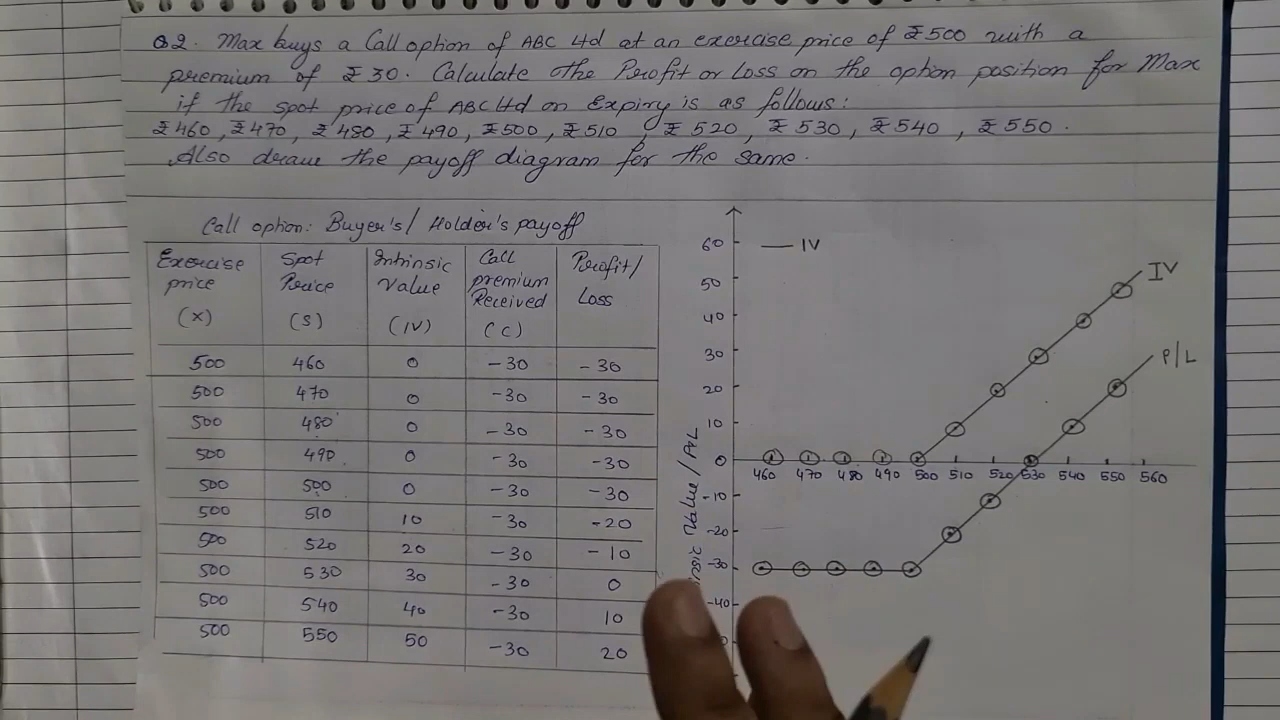 Q2. Max buys a Call option of ABC Ltd at an exercise price of ₹500 with a
premium of ₹30. Calculate the Profit or Loss on the option position for Max
if the spot price of ABC Ltd on Expiry is as follows:
₹460, ₹470, ₹480, ₹490, ₹500, ₹510, ₹520, ₹530, ₹540, ₹550.
Also draw the payoff diagram for the same.
Call option: Buyer's/ Holder's payoff
Exercise price (X) Spot Price (S) Intrinsic Value (IV) Call premium Received (C) Profit/ Loss
500 460 0 -30 -30
500 470 0 -30 -30
500 480 0 -30 -30
500 490 0 -30 -30
500 500 0 -30 -30
500 510 10 -30 -20
500 520 20 -30 -10
500 530 30 -30 0
500 540 40 -30 10
500 550 50 -30 20
60 — IV
50
40
30
20
10
0
-10
-20
-30
-40
460 470 480 490 500 510 520 530 540 550 560
IV
P/L
Value / P/L